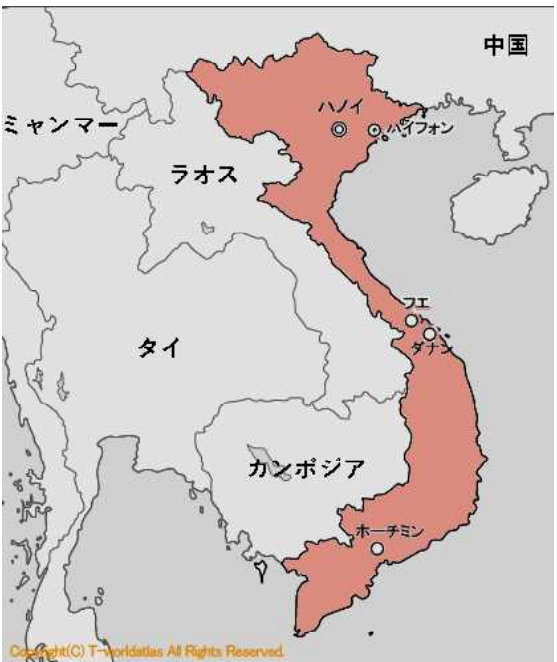 中国
ハノイ
ミャンマー
ハイフォン
ラオス
フエ
タイ
ダナン
カンボジア
ホーチミン
Copyright(C) T-worldatlas All Rights Reserved.